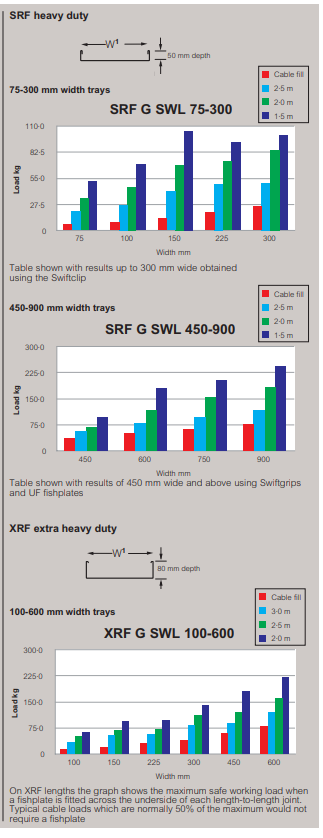 SRF heavy duty
W1
50 mm depth
75-300 mm width trays
Cable fill
2·5 m
2·0 m
1·5 m
SRF G SWL 75-300
110·0
82·5
55·0
27·5
0
Load kg
75 100 150 225 300
Width mm
Table shown with results up to 300 mm wide obtained
using the Swiftclip
450-900 mm width trays
Cable fill
2·5 m
2·0 m
1·5 m
SRF G SWL 450-900
300·0
225·0
150·0
75·0
0
Load kg
450 600 750 900
Width mm
Table shown with results of 450 mm wide and above using Swiftgrips
and UF fishplates
XRF extra heavy duty
W1
80 mm depth
100-600 mm width trays
Cable fill
3·0 m
2·5 m
2·0 m
XRF G SWL 100-600
300·0
225·0
150·0
75·0
0
Load kg
100 150 225 300 450 600
Width mm
On XRF lengths the graph shows the maximum safe working load when
a fishplate is fitted across the underside of each length-to-length joint.
Typical cable loads which are normally 50% of the maximum would not
require a fishplate